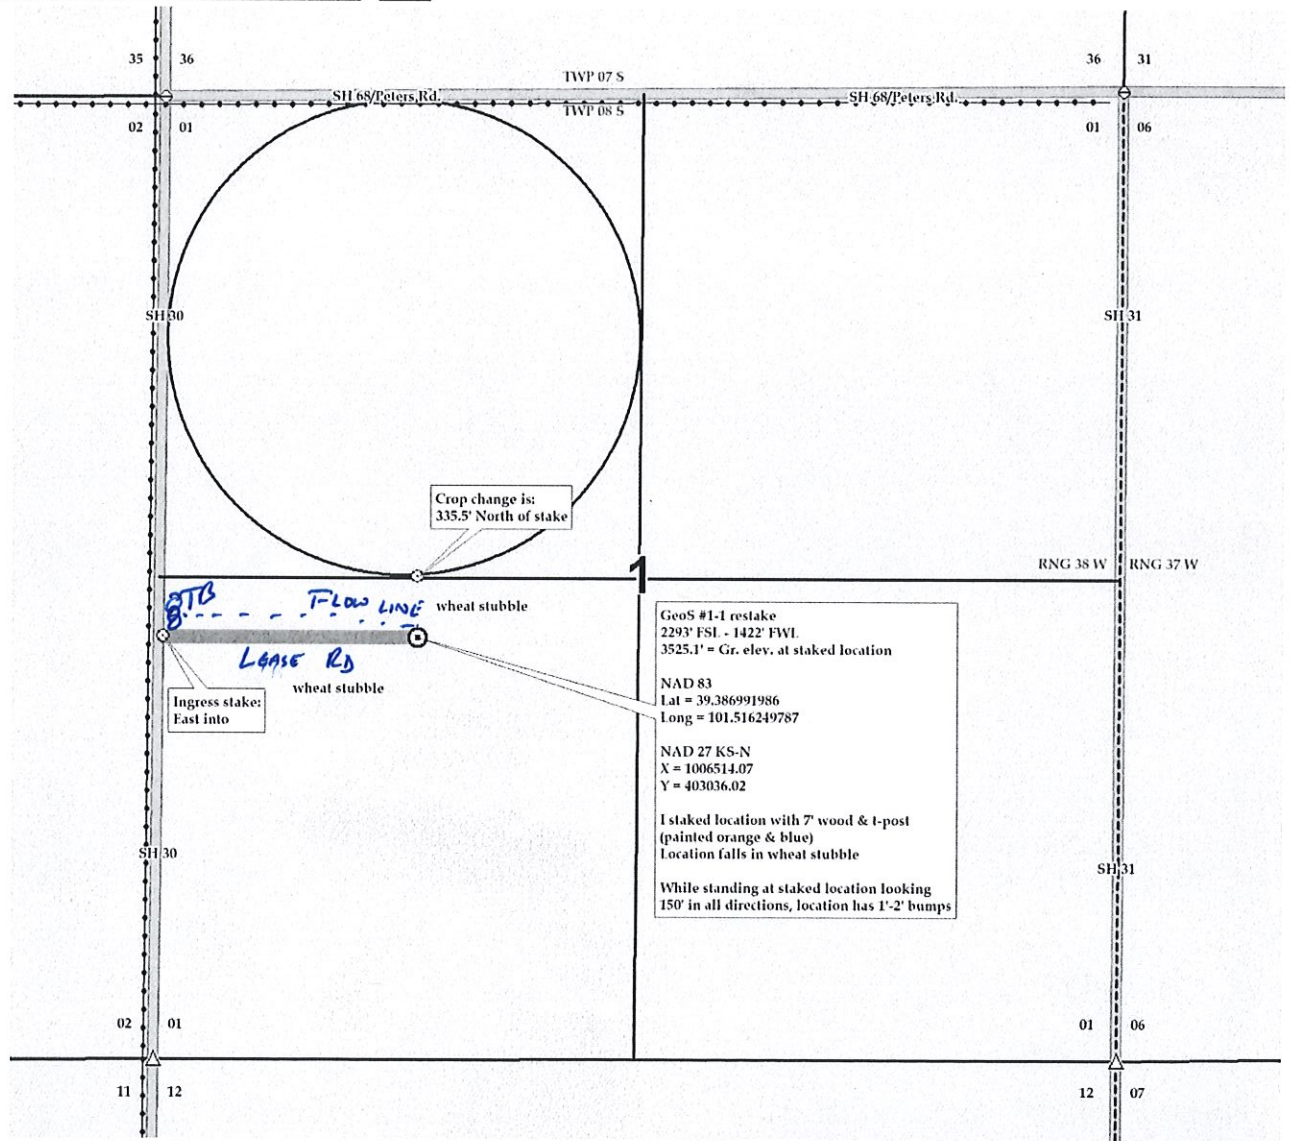 35 36
36 31
TWP 07 S
SH 68/Peters Rd.
SH 68/Peters Rd.
TWP 08 S
02 01
01 06
SH 30
SH 31
Crop change is:
335.5' North of stake
1
RNG 38 W
RNG 37 W
TB
FLOW LINE
wheat stubble
LEASE RD
wheat stubble
Ingress stake:
East into
GeoS #1-1 restake
2293' FSL - 1422' FWL
3525.1' = Gr. elev. at staked location
NAD 83
Lat = 39.386991986
Long = 101.516249787
NAD 27 KS-N
X = 1006514.07
Y = 403036.02
I staked location with 7' wood & t-post
(painted orange & blue)
Location falls in wheat stubble
While standing at staked location looking
150' in all directions, location has 1'-2' bumps
SH 30
SH 31
02 01
01 06
11 12
12 07